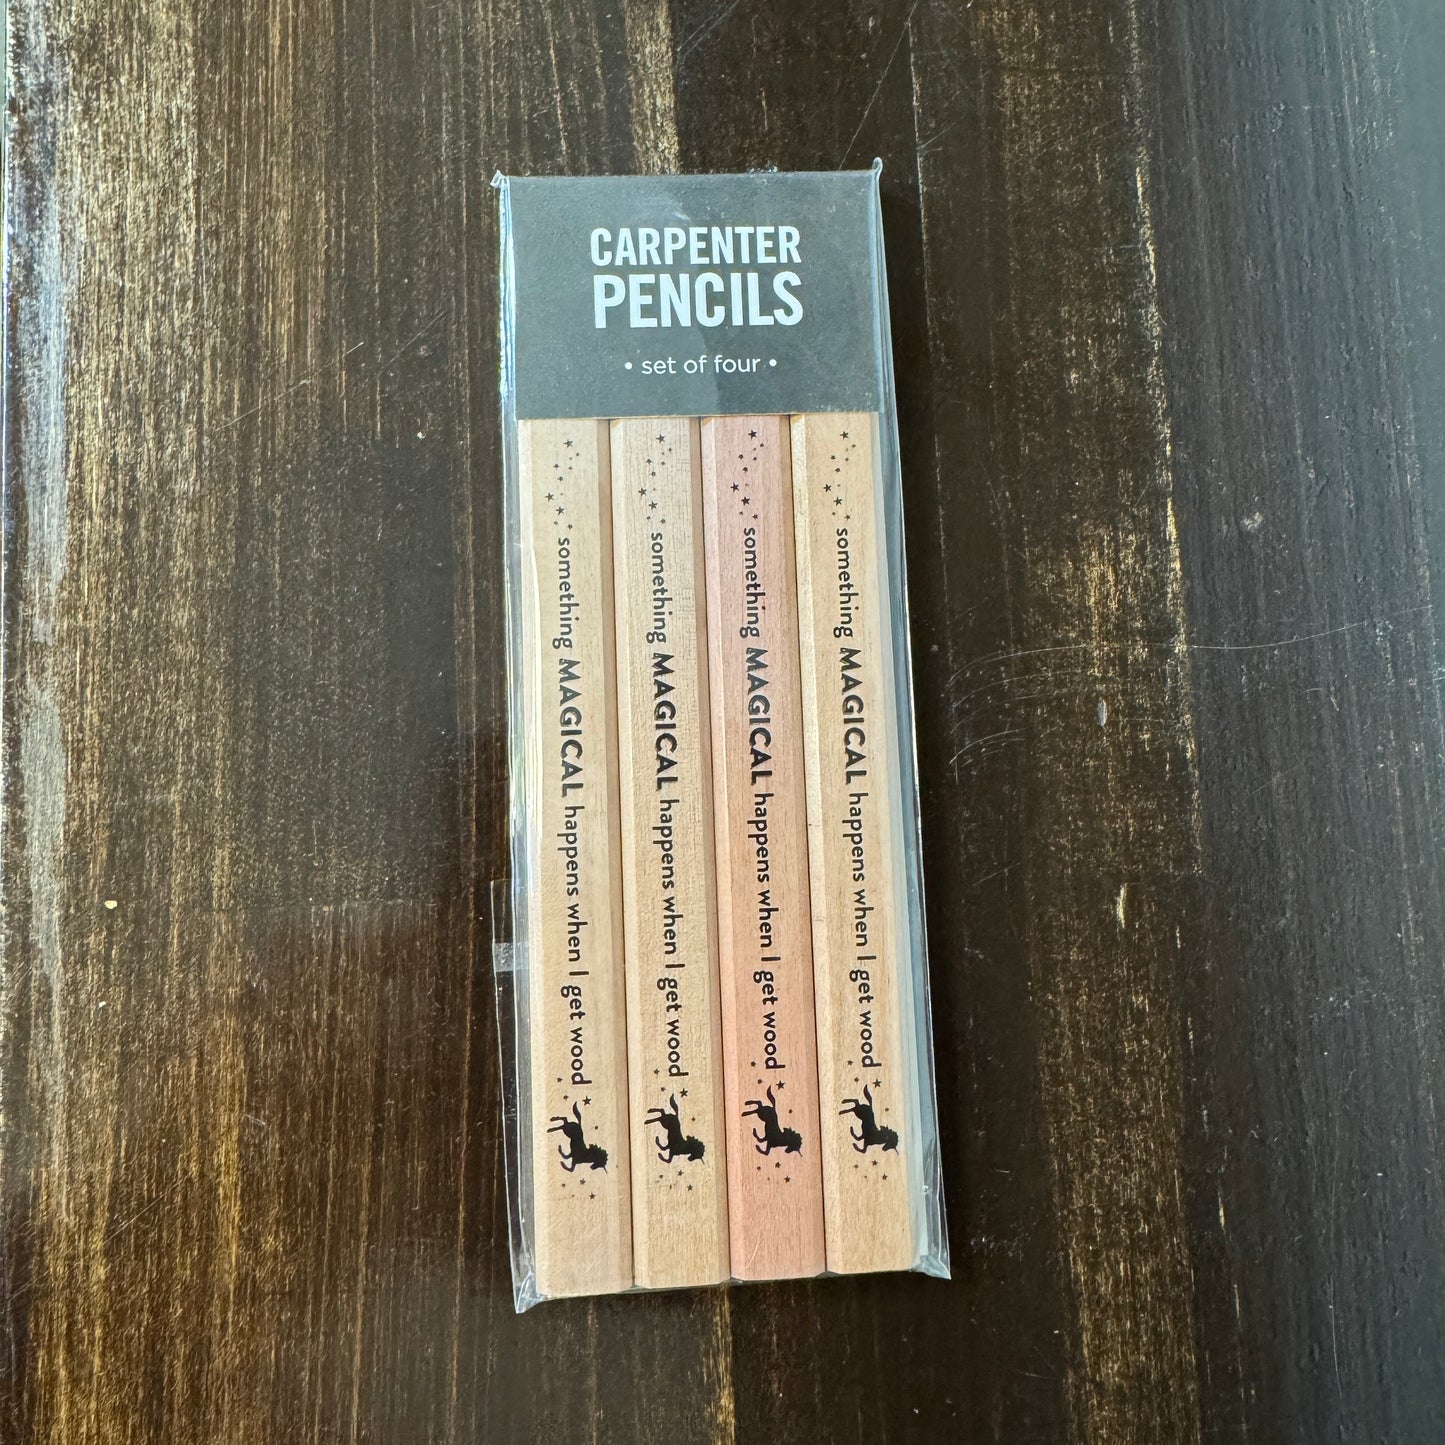 CARPENTER
PENCILS
• set of four •
something MAGICAL happens when I get wood
something MAGICAL happens when I get wood
something MAGICAL happens when I get wood
something MAGICAL happens when I get wood